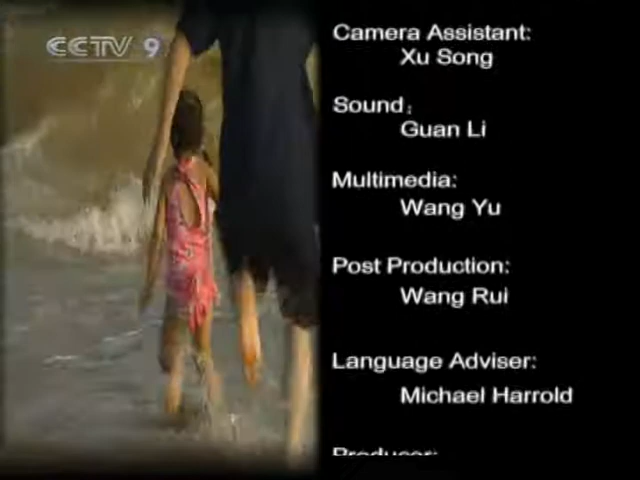 CCTV 9
Camera Assistant:
Xu Song
Sound:
Guan Li
Multimedia:
Wang Yu
Post Production:
Wang Rui
Language Adviser:
Michael Harrold
Producer: